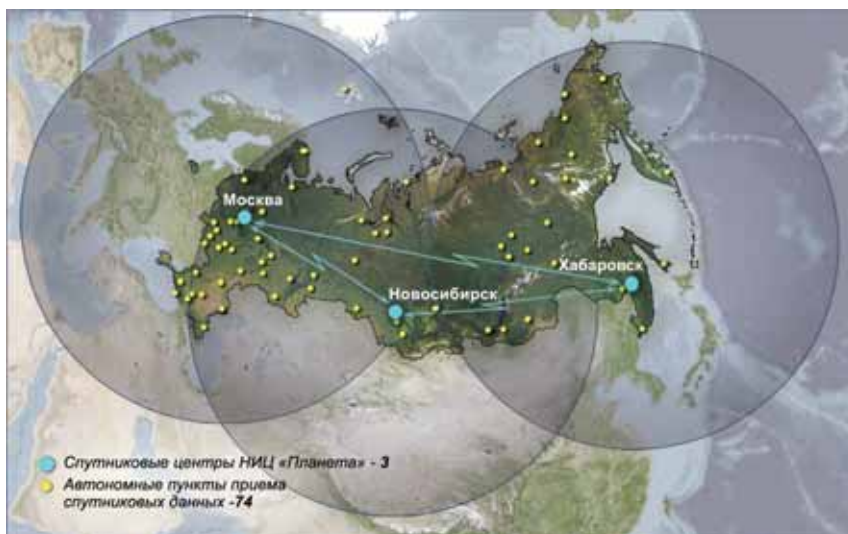 Москва
Хабаровск
Новосибирск
Спутниковые центры НИЦ «Планета» - 3
Автономные пункты приема
спутниковых данных -74